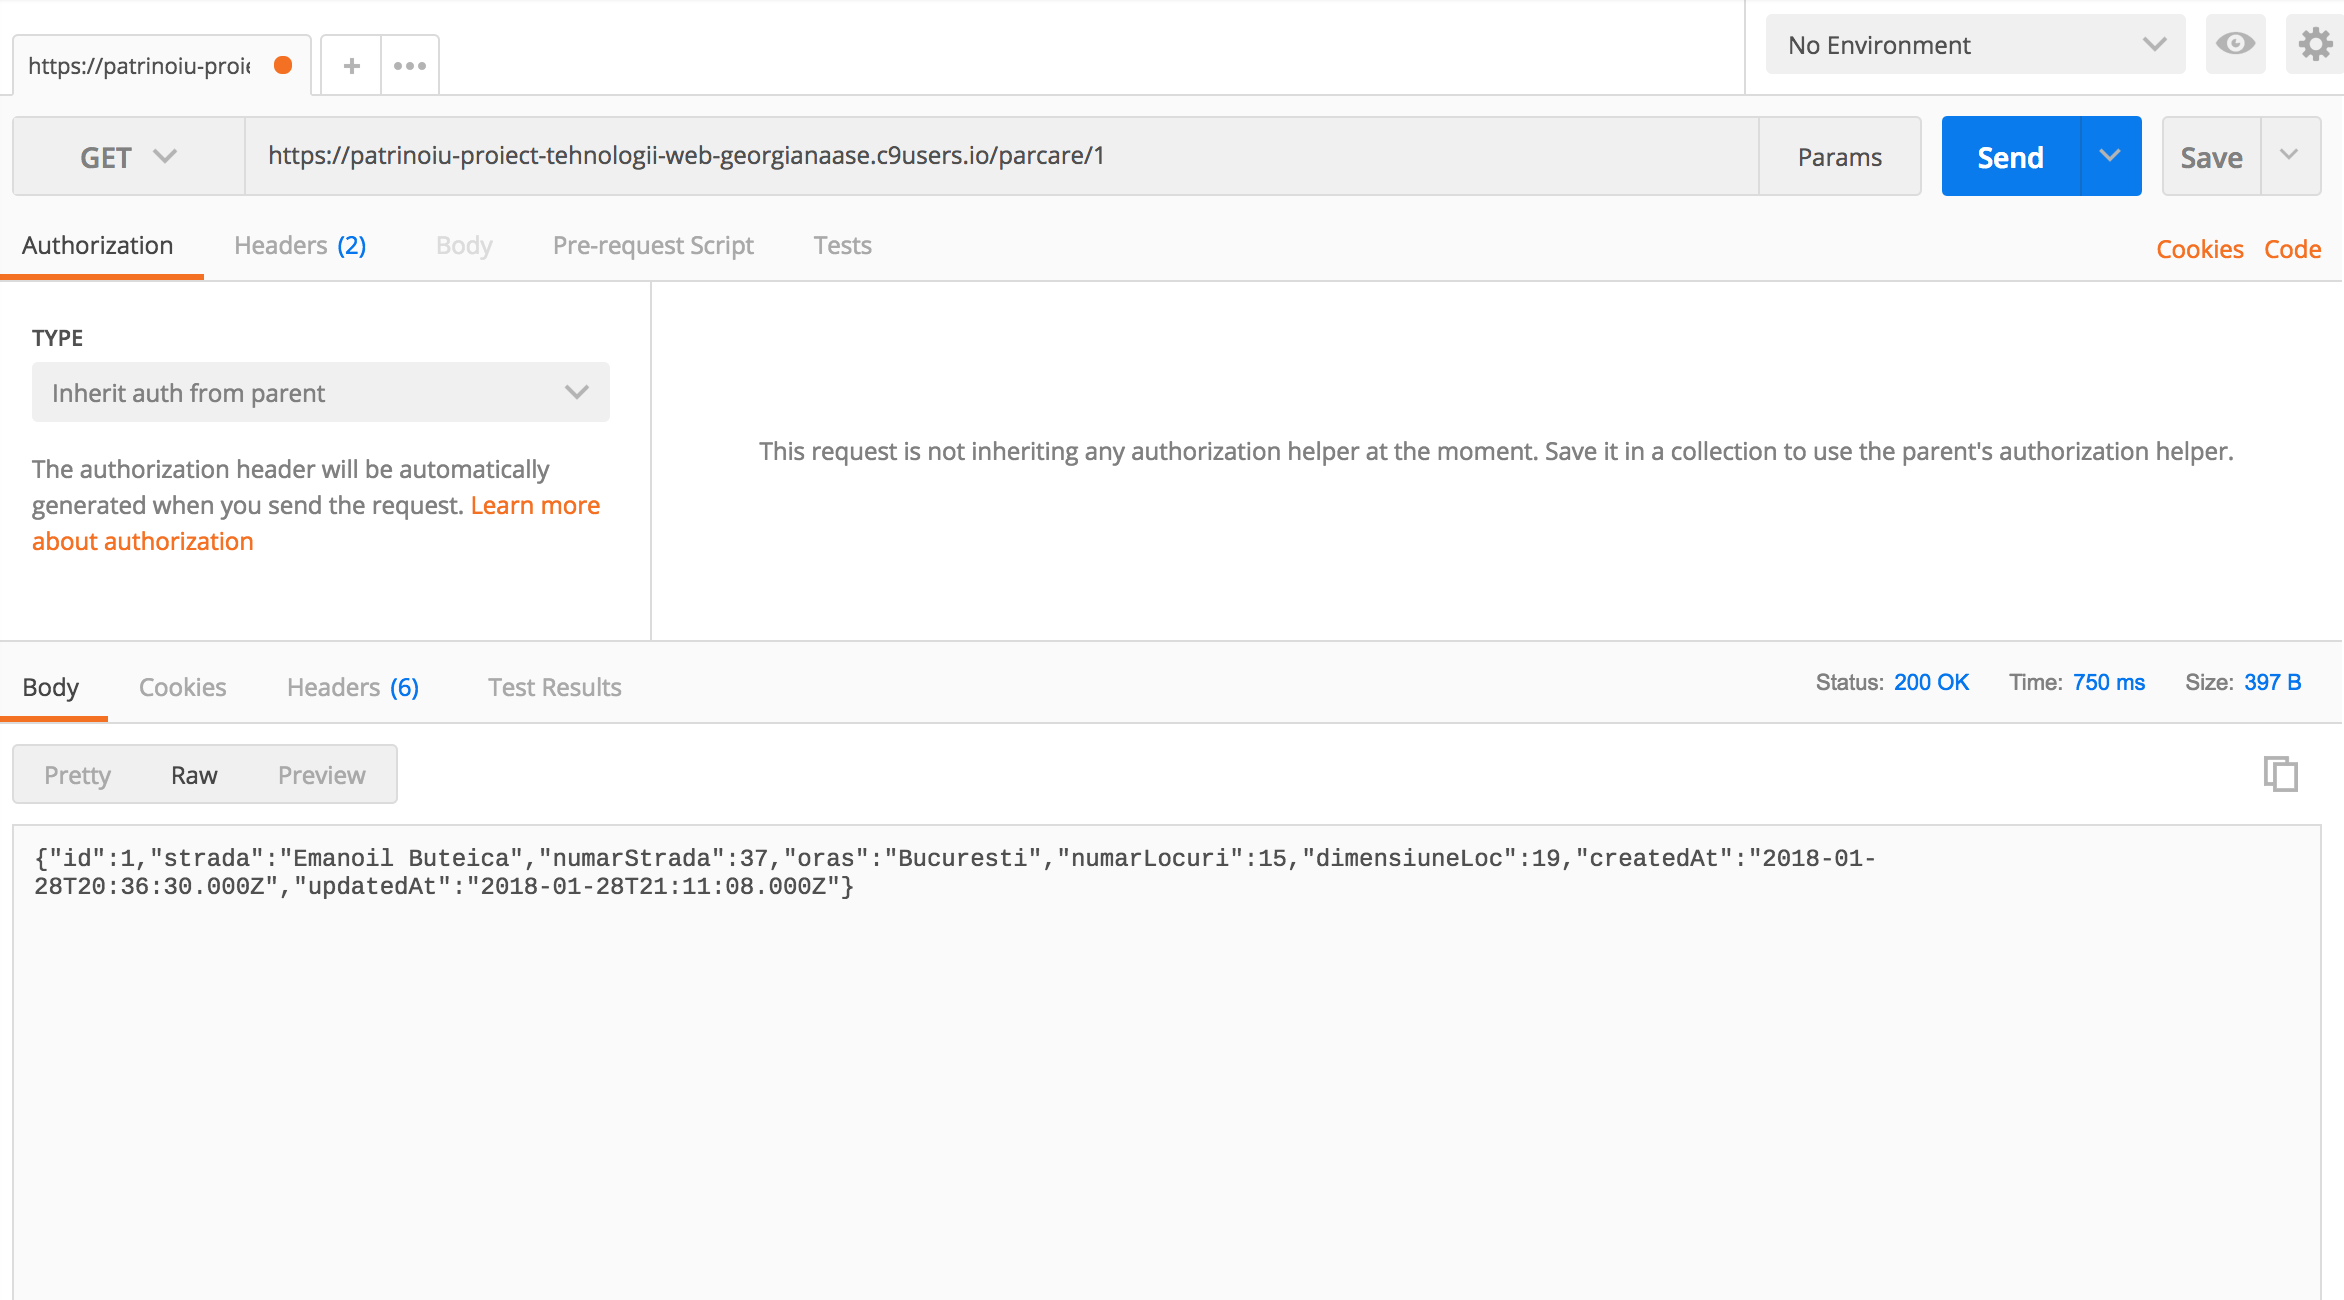 https://patrinoiu-proie
No Environment
GET
https://patrinoiu-proiect-tehnologii-web-georgianaase.c9users.io/parcare/1
Params
Send
Save
Authorization
Headers (2)
Body
Pre-request Script
Tests
Cookies
Code
TYPE
Inherit auth from parent
The authorization header will be automatically
generated when you send the request. Learn more
about authorization
This request is not inheriting any authorization helper at the moment. Save it in a collection to use the parent's authorization helper.
Body
Cookies
Headers (6)
Test Results
Status: 200 OK
Time: 750 ms
Size: 397 B
Pretty
Raw
Preview
{"id":1,"strada":"Emanoil Buteica","numarStrada":37,"oras":"Bucuresti","numarLocuri":15,"dimensiuneLoc":19,"createdAt":"2018-01-
28T20:36:30.000Z","updatedAt":"2018-01-28T21:11:08.000Z"}